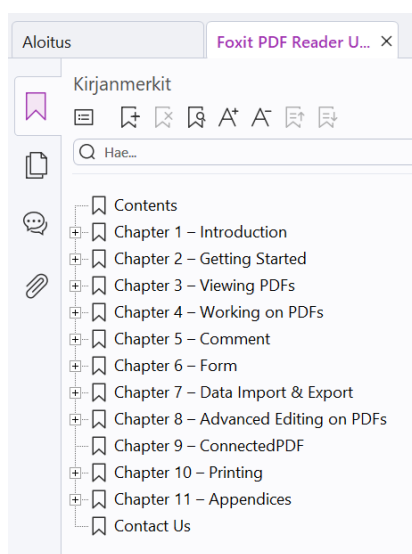 Aloitus
Foxit PDF Reader U...
Kirjanmerkit
Hae...
Contents
Chapter 1 – Introduction
Chapter 2 – Getting Started
Chapter 3 – Viewing PDFs
Chapter 4 – Working on PDFs
Chapter 5 – Comment
Chapter 6 – Form
Chapter 7 – Data Import & Export
Chapter 8 – Advanced Editing on PDFs
Chapter 9 – ConnectedPDF
Chapter 10 – Printing
Chapter 11 – Appendices
Contact Us